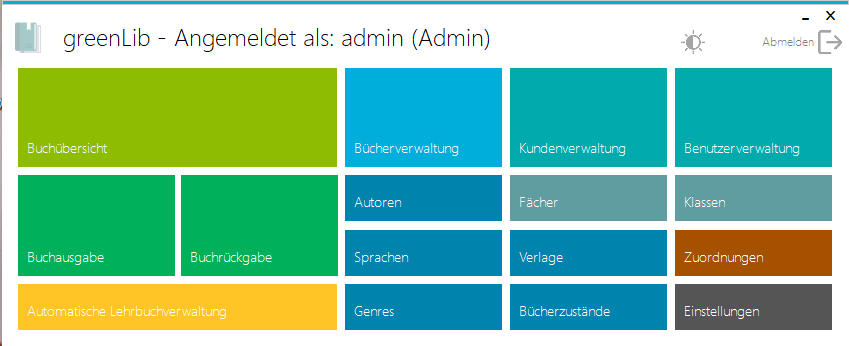 greenLib - Angemeldet als: admin (Admin)
Abmelden
Buchübersicht
Bücherverwaltung
Kundenverwaltung
Benutzerverwaltung
Buchausgabe
Buchrückgabe
Autoren
Fächer
Klassen
Sprachen
Verlage
Zuordnungen
Automatische Lehrbuchverwaltung
Genres
Bücherzustände
Einstellungen